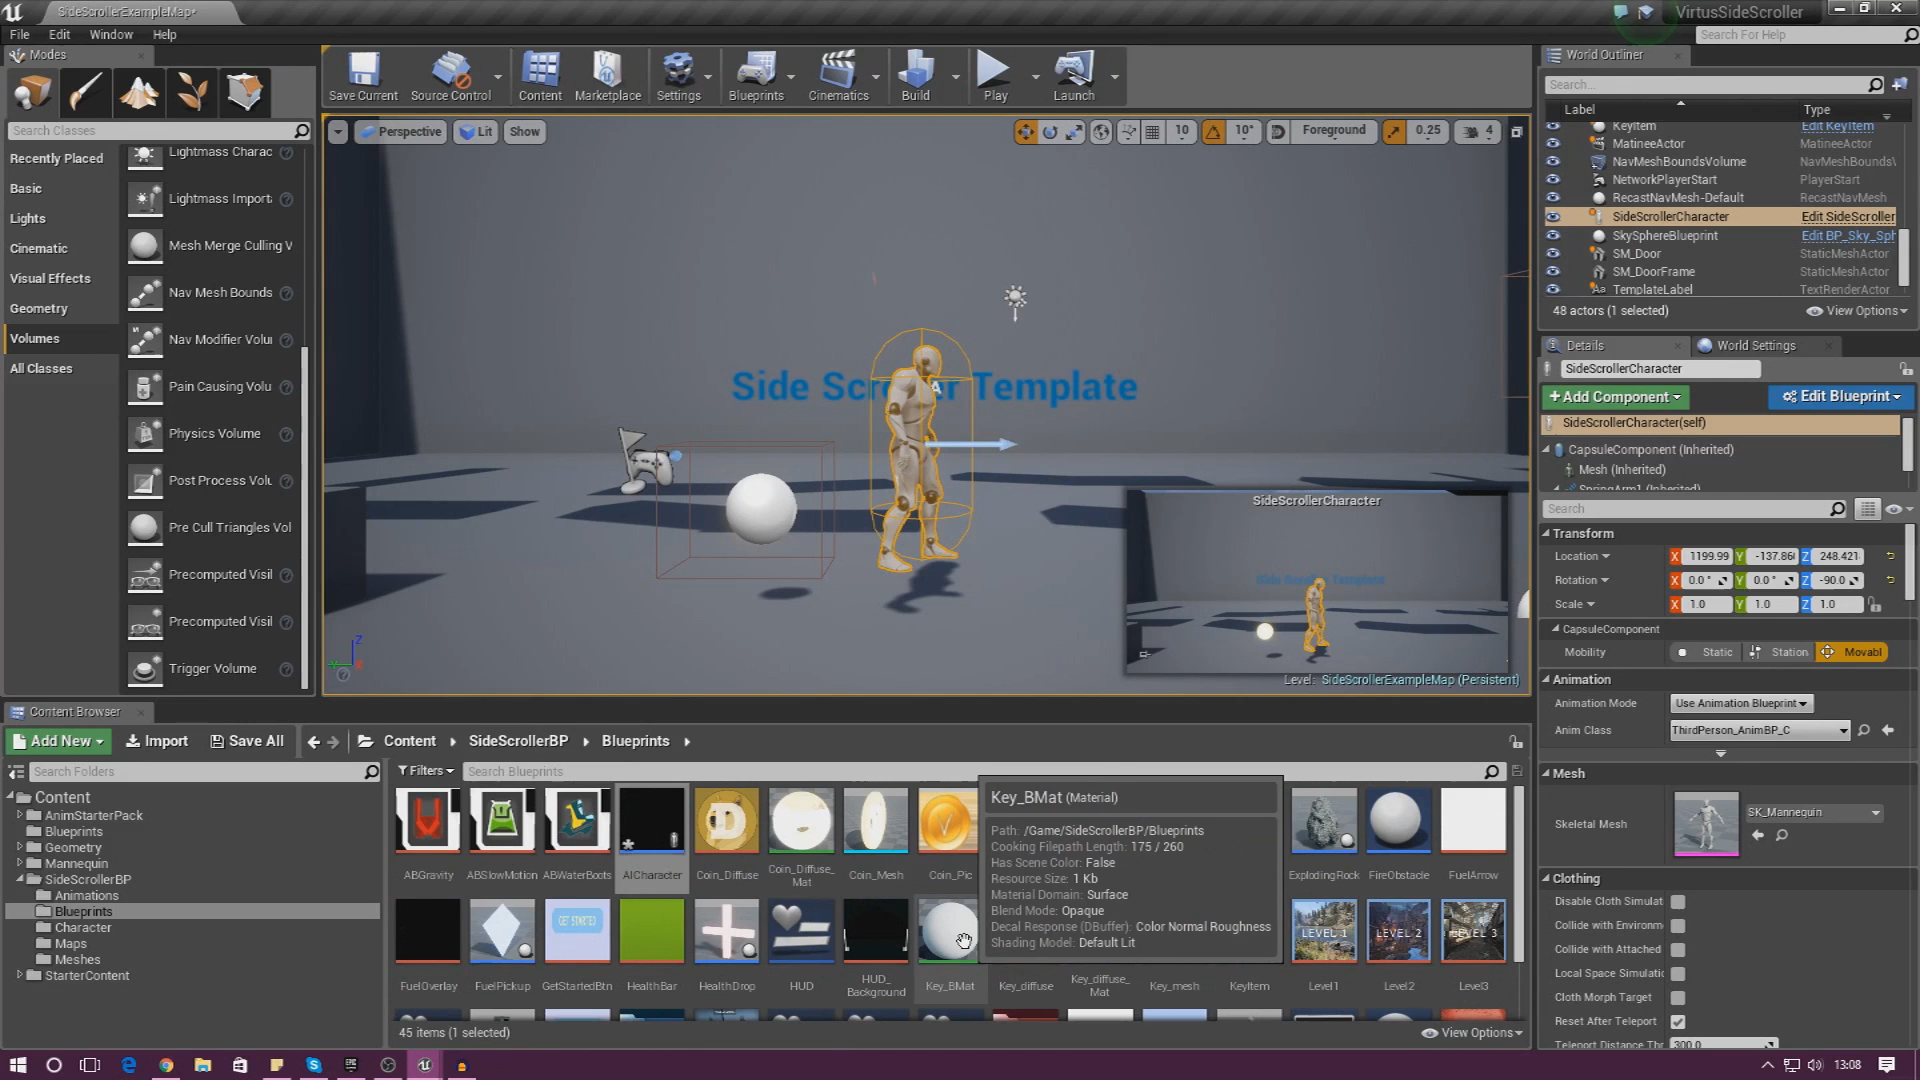 SideScrollerExampleMap*
VirtusSideScroller
File Edit Window Help
Search For Help
Modes
Save Current
Source Control
Content
Marketplace
Settings
Blueprints
Cinematics
Build
Play
Launch
Search Classes
Recently Placed
Basic
Lights
Cinematic
Visual Effects
Geometry
Volumes
All Classes
Lightmass Charac
Lightmass Import
Mesh Merge Culling V
Nav Mesh Bounds
Nav Modifier Volu
Pain Causing Volu
Physics Volume
Post Process Volu
Pre Cull Triangles Vol
Precomputed Visil
Precomputed Visil
Trigger Volume
Perspective Lit Show
10 10° Foreground 0.25 4
Side Scroller Template
SideScrollerCharacter
Side Scroller Template
Level: SideScrollerExampleMap (Persistent)
World Outliner
Search...
Label Type
KeyItem Edit KeyItem
MatineeActor MatineeActor
NavMeshBoundsVolume NavMeshBounds\
NetworkPlayerStart PlayerStart
RecastNavMesh-Default RecastNavMesh
SideScrollerCharacter Edit SideScroller
SkySphereBlueprint Edit BP_Sky_Sph
SM_Door StaticMeshActor
SM_DoorFrame StaticMeshActor
TemplateLabel TextRenderActor
48 actors (1 selected) View Options
Details World Settings
SideScrollerCharacter
+Add Component Edit Blueprint
SideScrollerCharacter(self)
CapsuleComponent (Inherited)
Mesh (Inherited)
SpringArm1 (Inherited)
Search
Transform
Location X 1199.99 Y -137.86 Z 248.421
Rotation X 0.0° Y 0.0° Z -90.0
Scale X 1.0 Y 1.0 Z 1.0
CapsuleComponent
Mobility Static Station Movabl
Animation
Animation Mode Use Animation Blueprint
Anim Class ThirdPerson_AnimBP_C
Mesh
Skeletal Mesh SK_Mannequin
Clothing
Disable Cloth Simulat
Collide with Environm
Collide with Attached
Local Space Simulatio
Cloth Morph Target
Reset After Teleport
Teleport Distance Thr 300.0
Content Browser
Add New Import Save All Content SideScrollerBP Blueprints
Search Folders
Filters Search Blueprints
Content
AnimStarterPack
Blueprints
Geometry
Mannequin
SideScrollerBP
Animations
Blueprints
Character
Maps
Meshes
StarterContent
D
ABGravity
ABSlowMotion
ABWaterBoots
AICharacter
Coin_Diffuse
Coin_Diffuse_
Mat
Coin_Mesh
Coin_Pic
ExplodingRock
FireObstacle
FuelArrow
Key_BMat (Material)
Path: /Game/SideScrollerBP/Blueprints
Cooking Filepath Length: 175 / 260
Has Scene Color: False
Resource Size: 1 Kb
Material Domain: Surface
Blend Mode: Opaque
Decal Response (DBuffer): Color Normal Roughness
Shading Model: Default Lit
GET STARTED
LEVEL 1
LEVEL 2
LEVEL 3
FuelOverlay
FuelPickup
GetStartedBtn
HealthBar
HealthDrop
HUD
HUD_
Background
Key_BMat
Key_diffuse
Key_diffuse_
Mat
Key_mesh
KeyItem
Level1
Level2
Level3
45 items (1 selected) View Options
13:08